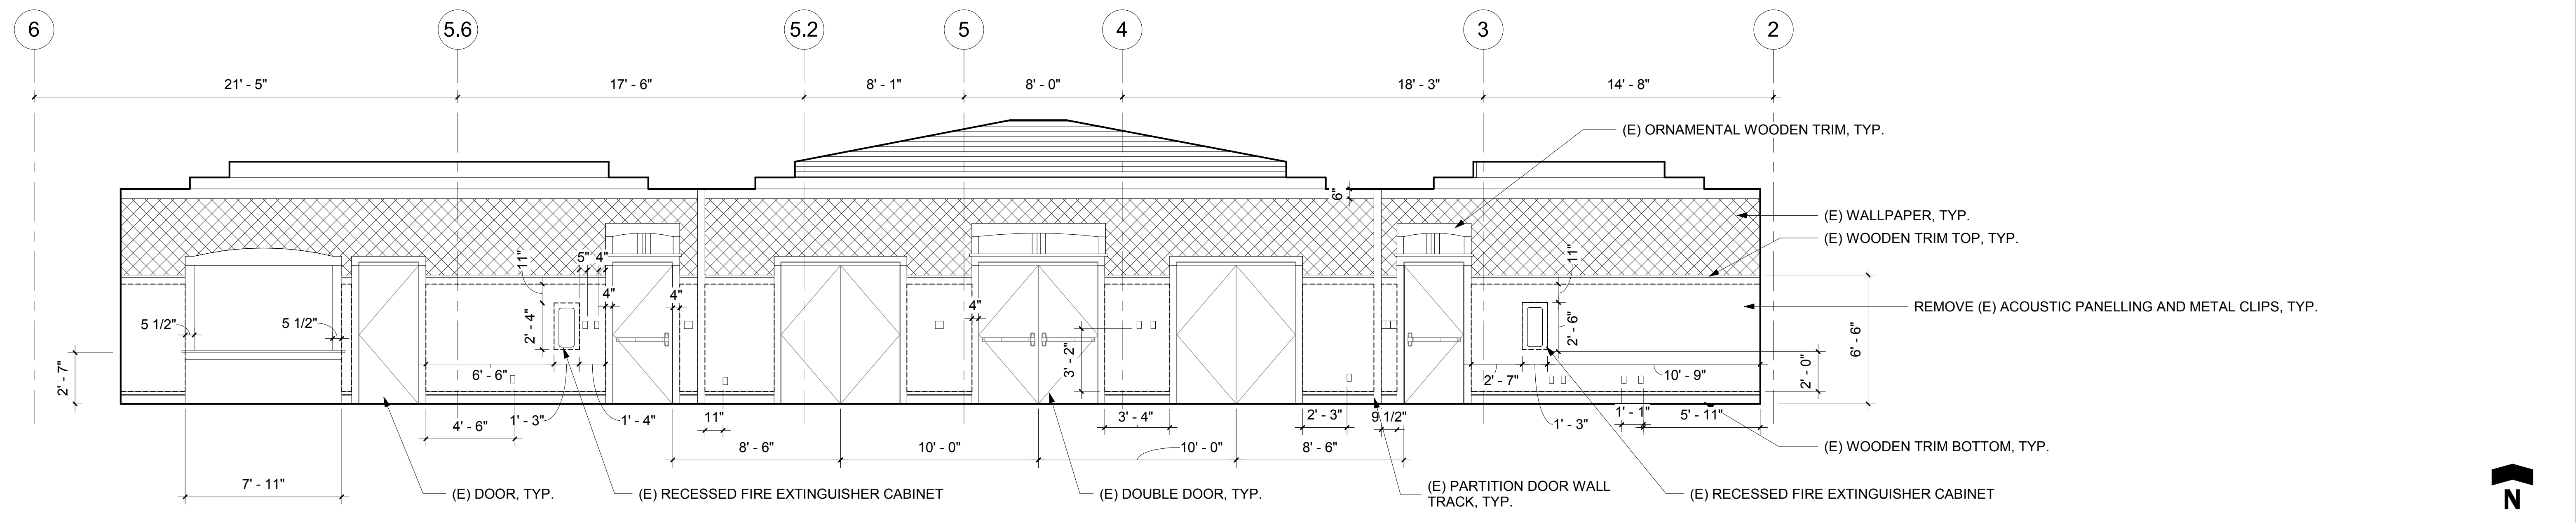 6 5.6 5.2 5 4 3 2
21' - 5" 17' - 6" 8' - 1" 8' - 0" 18' - 3" 14' - 8"
(E) ORNAMENTAL WOODEN TRIM, TYP.
6"
(E) WALLPAPER, TYP.
(E) WOODEN TRIM TOP, TYP.
11" 5" 4" 11"
4" 4" 4"
REMOVE (E) ACOUSTIC PANELLING AND METAL CLIPS, TYP.
5 1/2" 5 1/2" 2' - 4" 2' - 6" 6' - 6"
2' - 7" 6' - 6" 3' - 2" 2' - 7" 10' - 9" 2' - 0"
4' - 6" 1' - 3" 1' - 4" 11" 3' - 4" 2' - 3" 9 1/2" 1' - 3" 1' - 1" 5' - 11"
8' - 6" 10' - 0" 10' - 0" 8' - 6"
(E) WOODEN TRIM BOTTOM, TYP.
7' - 11"
(E) DOOR, TYP.
(E) RECESSED FIRE EXTINGUISHER CABINET
(E) DOUBLE DOOR, TYP.
(E) PARTITION DOOR WALL
TRACK, TYP.
(E) RECESSED FIRE EXTINGUISHER CABINET
N